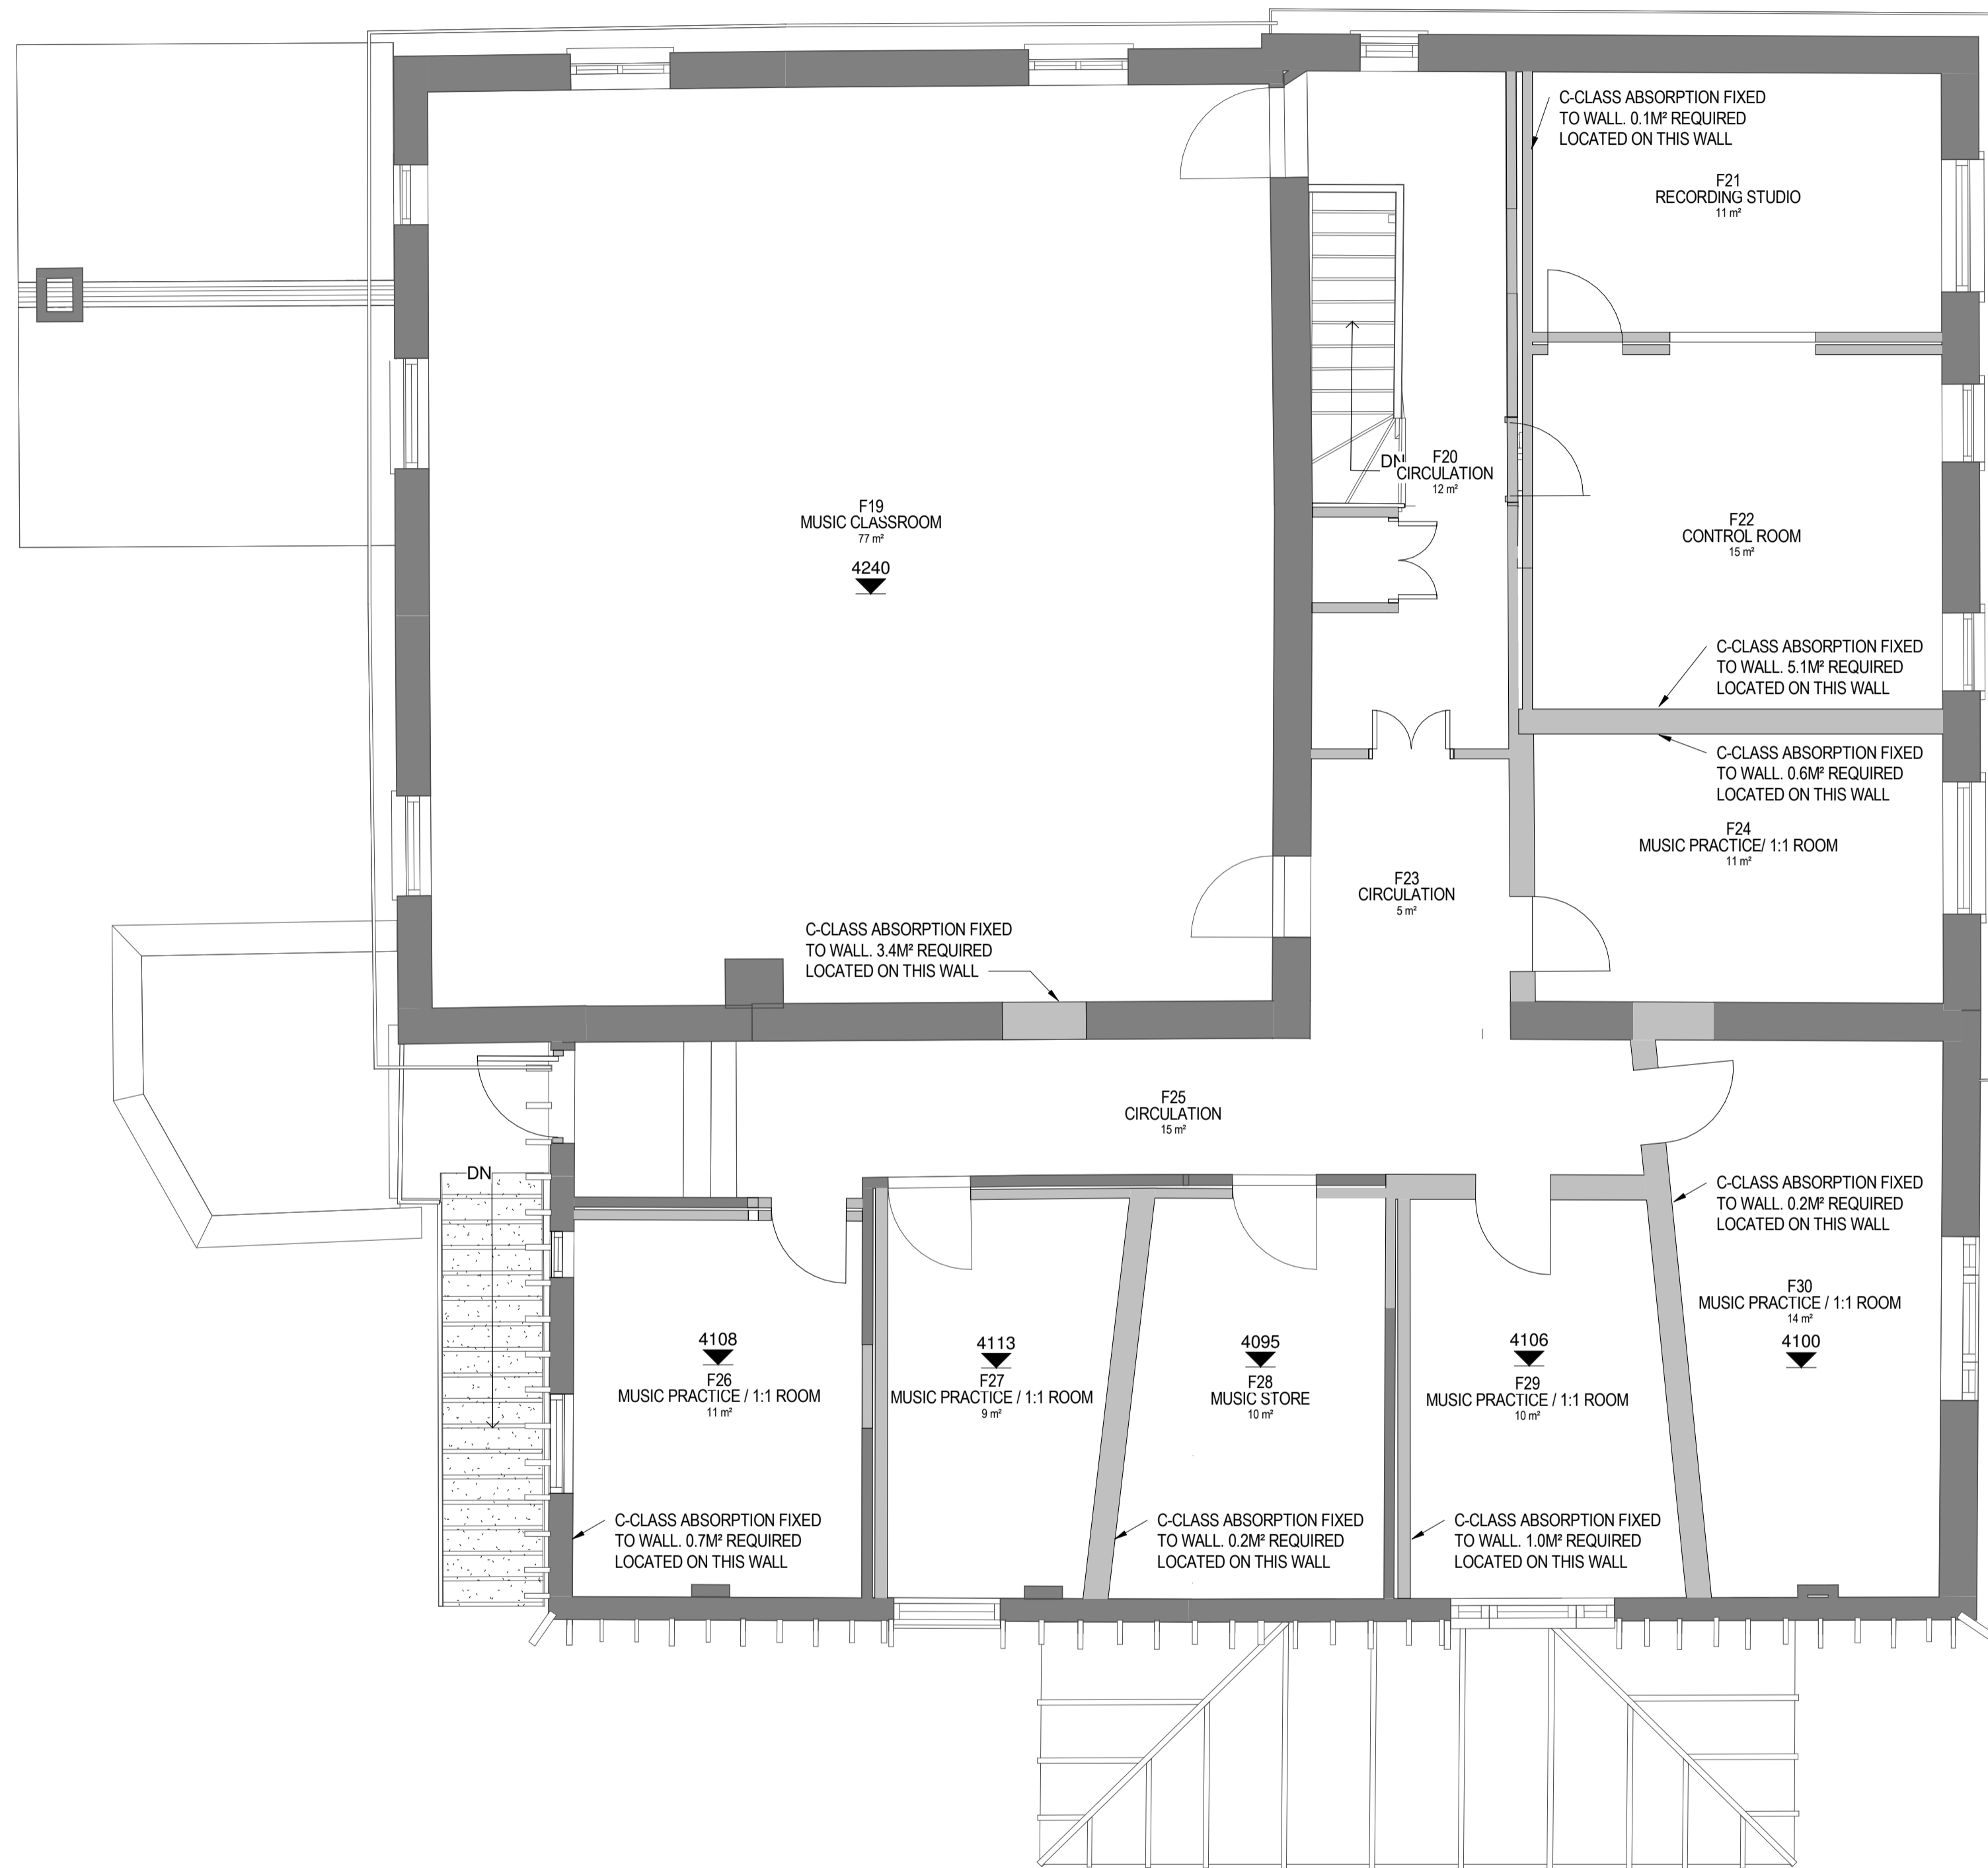 C-CLASS ABSORPTION FIXED
TO WALL. 0.1M² REQUIRED
LOCATED ON THIS WALL
F21
RECORDING STUDIO
11 m²
DN
F20
CIRCULATION
12 m²
F19
MUSIC CLASSROOM
77 m²
4240
F22
CONTROL ROOM
15 m²
C-CLASS ABSORPTION FIXED
TO WALL. 5.1M² REQUIRED
LOCATED ON THIS WALL
C-CLASS ABSORPTION FIXED
TO WALL. 0.6M² REQUIRED
LOCATED ON THIS WALL
F24
MUSIC PRACTICE/ 1:1 ROOM
11 m²
F23
CIRCULATION
5 m²
C-CLASS ABSORPTION FIXED
TO WALL. 3.4M² REQUIRED
LOCATED ON THIS WALL
F25
CIRCULATION
15 m²
DN
C-CLASS ABSORPTION FIXED
TO WALL. 0.2M² REQUIRED
LOCATED ON THIS WALL
F30
MUSIC PRACTICE / 1:1 ROOM
14 m²
4100
4108
F26
MUSIC PRACTICE / 1:1 ROOM
11 m²
4113
F27
MUSIC PRACTICE / 1:1 ROOM
9 m²
4095
F28
MUSIC STORE
10 m²
4106
F29
MUSIC PRACTICE / 1:1 ROOM
10 m²
C-CLASS ABSORPTION FIXED
TO WALL. 0.7M² REQUIRED
LOCATED ON THIS WALL
C-CLASS ABSORPTION FIXED
TO WALL. 0.2M² REQUIRED
LOCATED ON THIS WALL
C-CLASS ABSORPTION FIXED
TO WALL. 1.0M² REQUIRED
LOCATED ON THIS WALL